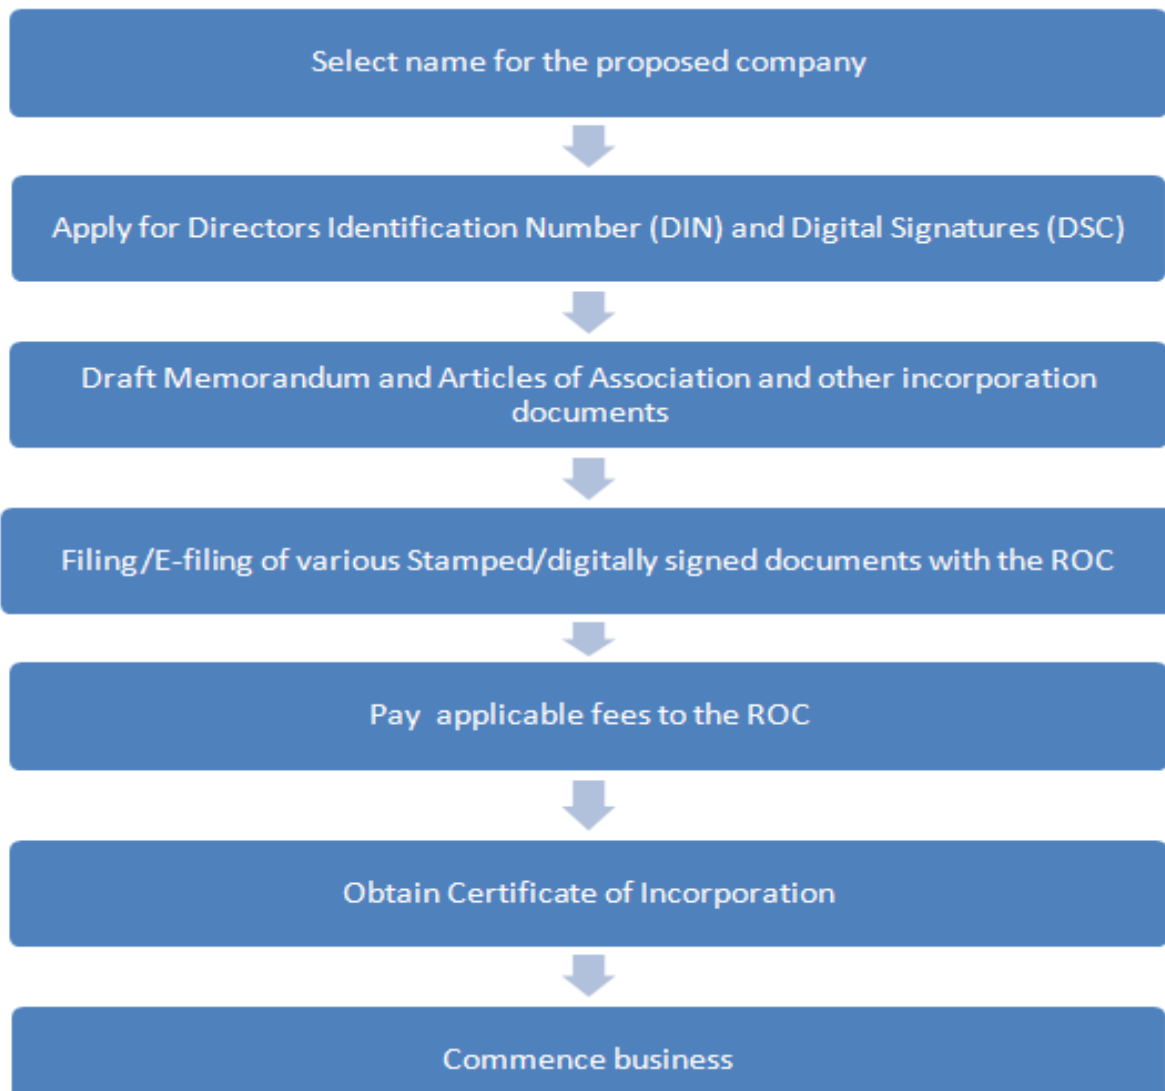 Select name for the proposed company
Apply for Directors Identification Number (DIN) and Digital Signatures (DSC)
Draft Memorandum and Articles of Association and other incorporation
documents
Filing/E-filing of various Stamped/digitally signed documents with the ROC
Pay applicable fees to the ROC
Obtain Certificate of Incorporation
Commence business